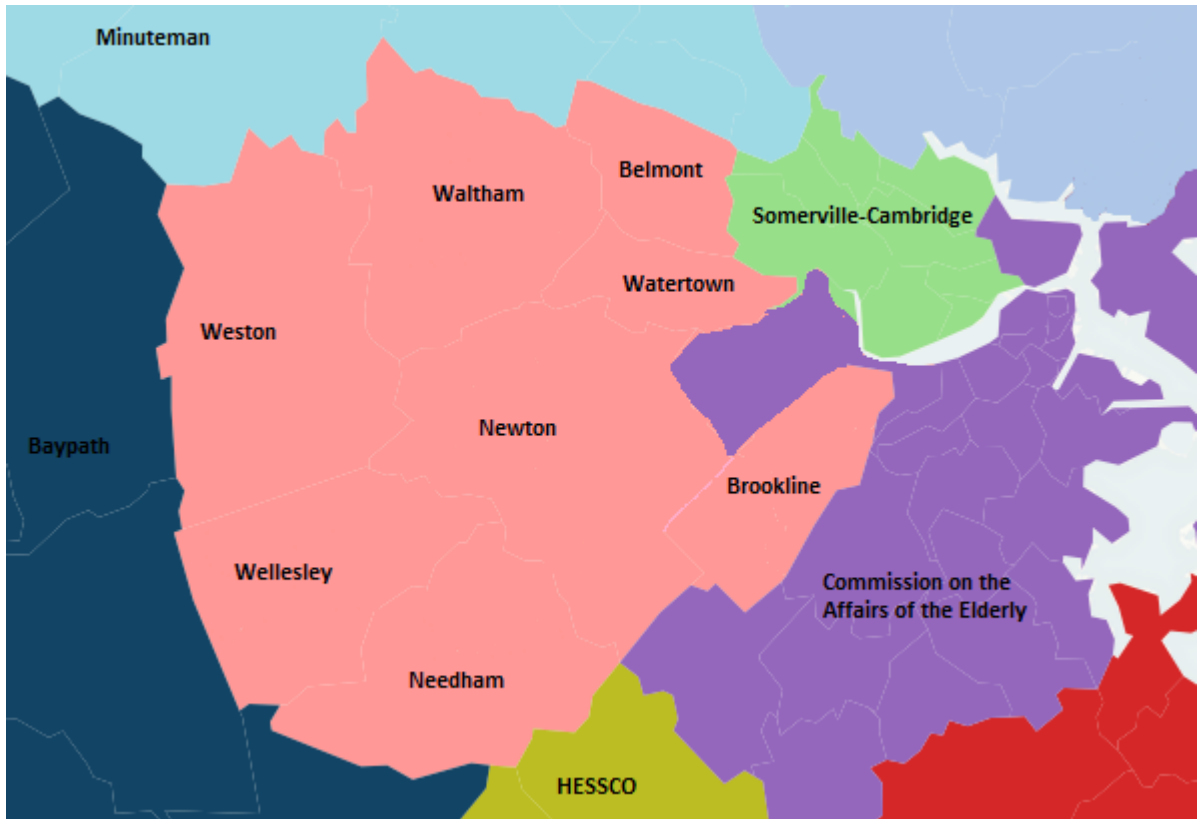 Minuteman
Belmont
Waltham
Somerville-Cambridge
Watertown
Weston
Newton
Baypath
Brookline
Wellesley
Commission on the
Affairs of the Elderly
Needham
HESSCO